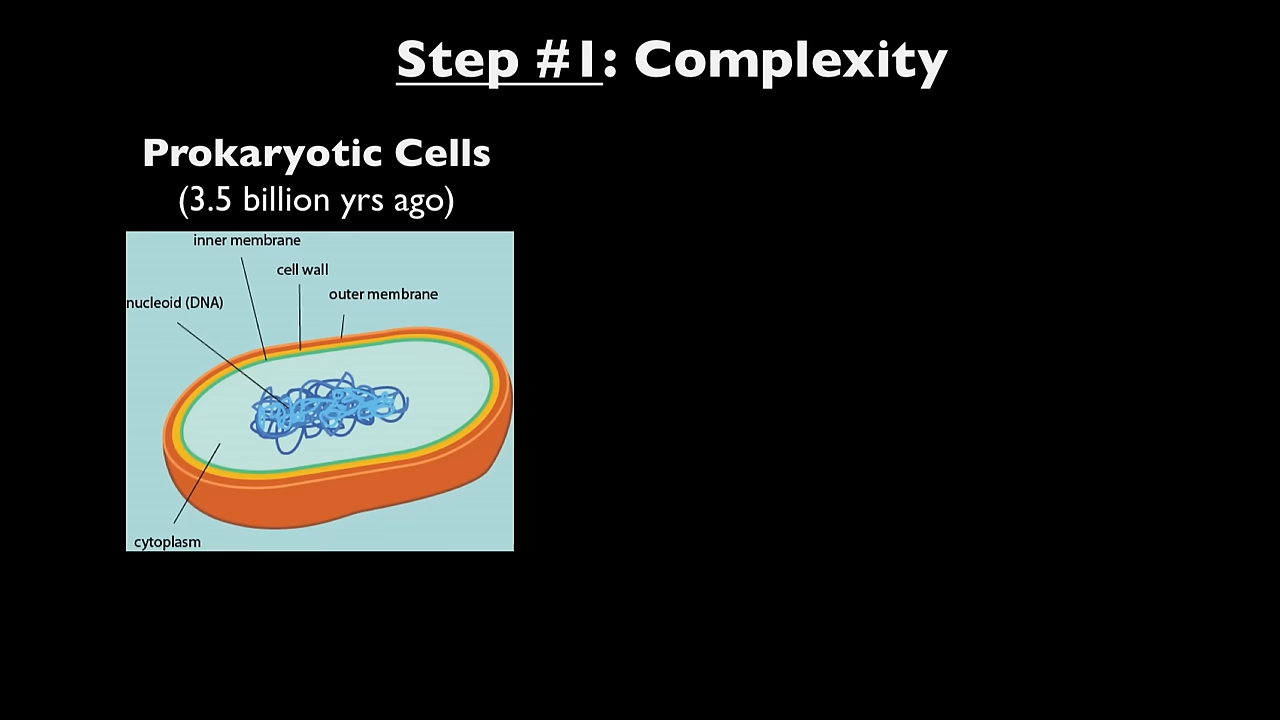 Step #1: Complexity
Prokaryotic Cells
(3.5 billion yrs ago)
inner membrane
cell wall
outer membrane
nucleoid (DNA)
cytoplasm